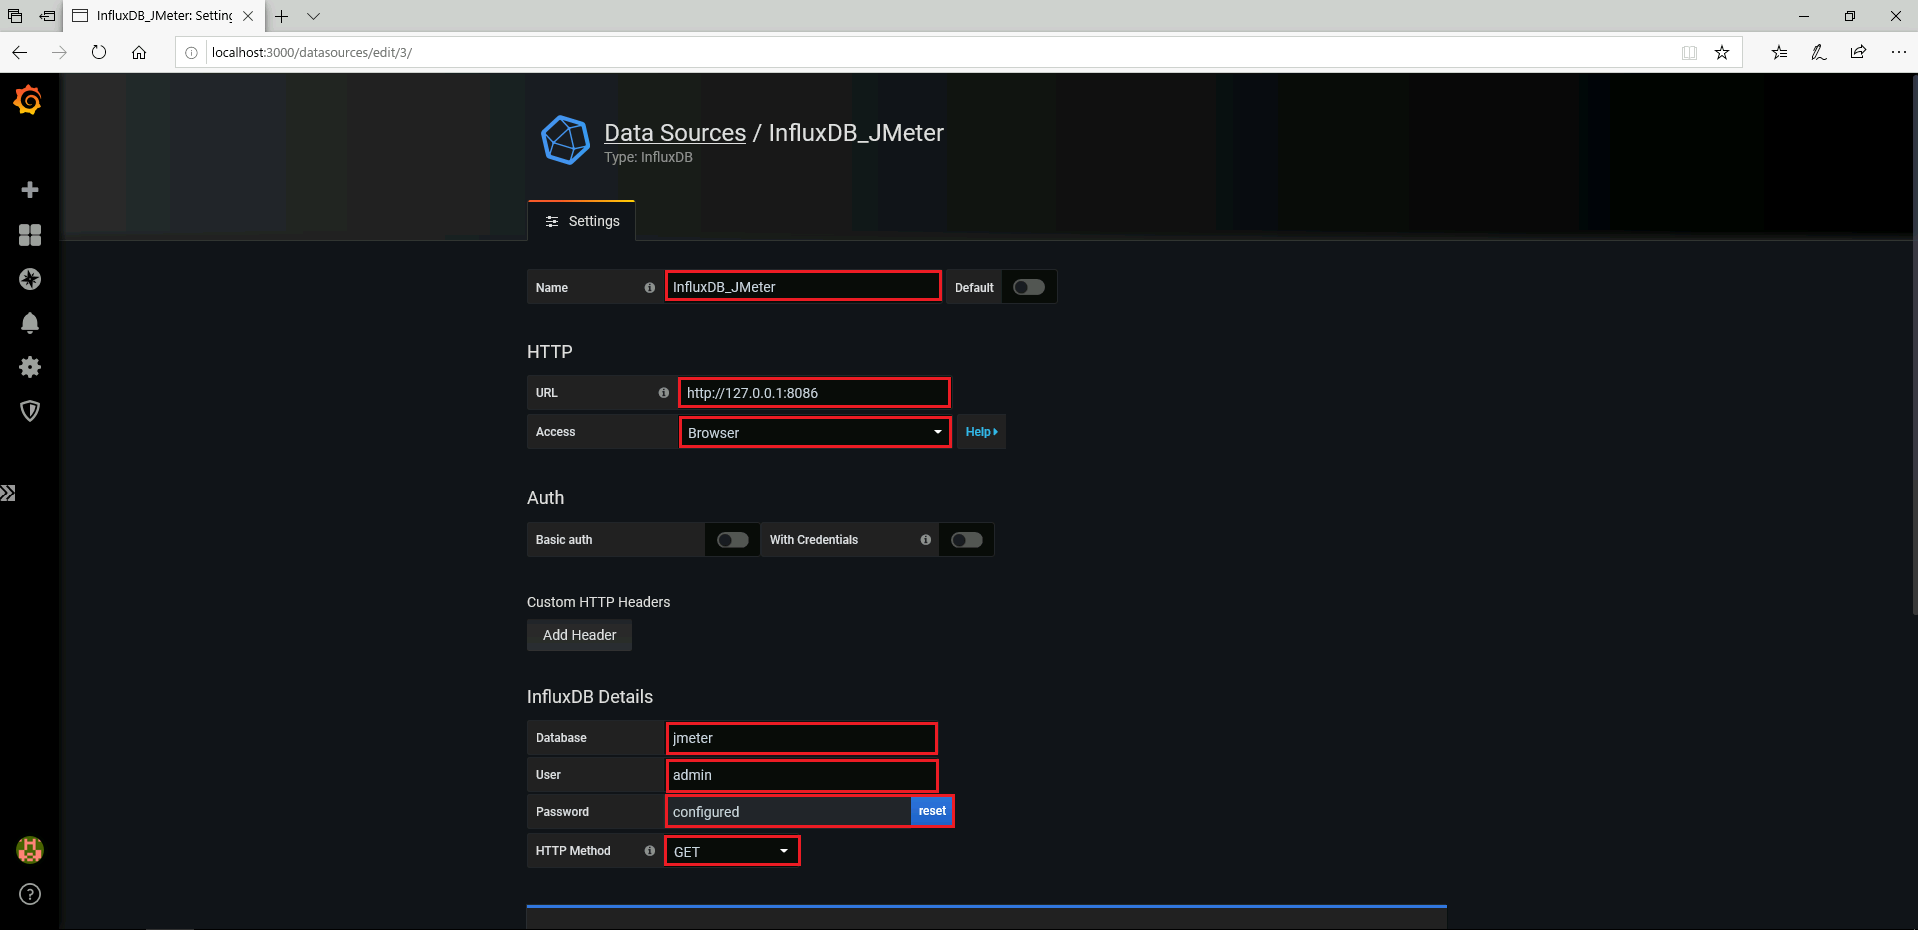 InfluxDB_JMeter: Setting
localhost:3000/datasources/edit/3/
Data Sources / InfluxDB_JMeter
Type: InfluxDB
Settings
Name InfluxDB_JMeter Default
HTTP
URL http://127.0.0.1:8086
Access Browser Help
Auth
Basic auth With Credentials
Custom HTTP Headers
Add Header
InfluxDB Details
Database jmeter
User admin
Password configured reset
HTTP Method GET